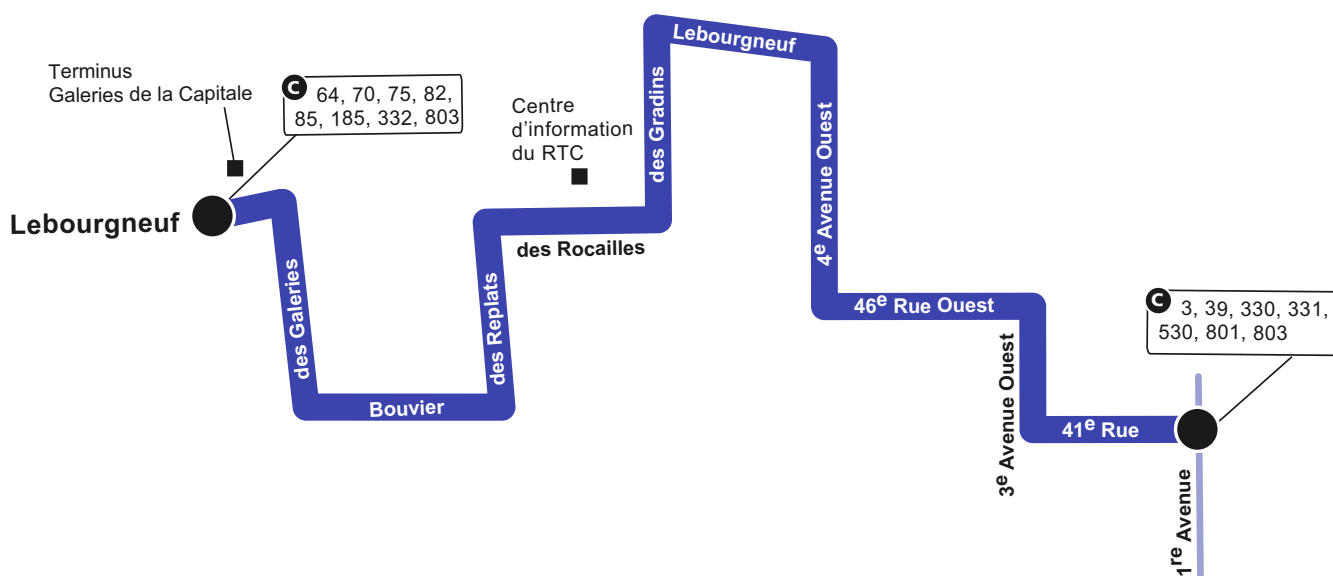 Terminus
Galeries de la Capitale
C 64, 70, 75, 82,
85, 185, 332, 803
Lebourgneuf
des Galeries
Bouvier
des Replats
des Rocailles
Centre
d'information
du RTC
des Gradins
Lebourgneuf
4e Avenue Ouest
46e Rue Ouest
3e Avenue Ouest
41e Rue
C 3, 39, 330, 331,
530, 801, 803
1re Avenue